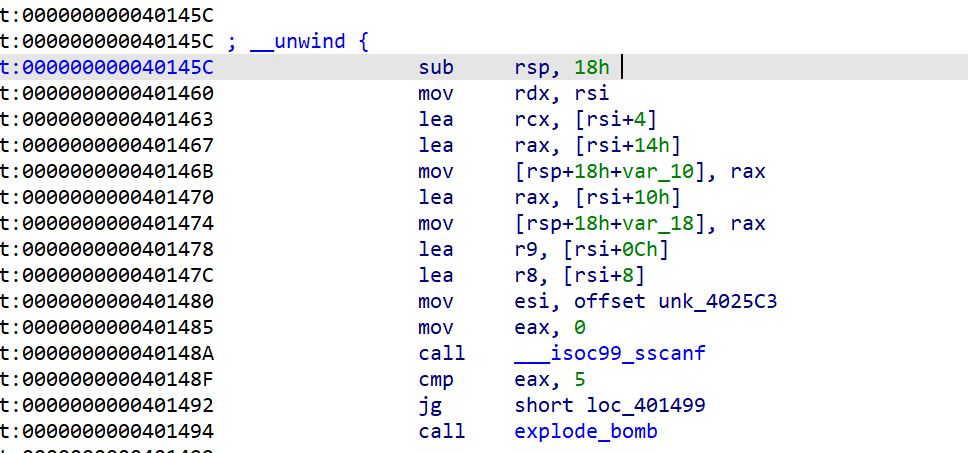 t:000000000040145C
t:000000000040145C ; __unwind {
t:000000000040145C sub rsp, 18h
t:0000000000401460 mov rdx, rsi
t:0000000000401463 lea rcx, [rsi+4]
t:0000000000401467 lea rax, [rsi+14h]
t:000000000040146B mov [rsp+18h+var_10], rax
t:0000000000401470 lea rax, [rsi+10h]
t:0000000000401474 mov [rsp+18h+var_18], rax
t:0000000000401478 lea r9, [rsi+0Ch]
t:000000000040147C lea r8, [rsi+8]
t:0000000000401480 mov esi, offset unk_4025C3
t:0000000000401485 mov eax, 0
t:000000000040148A call ___isoc99_sscanf
t:000000000040148F cmp eax, 5
t:0000000000401492 jg short loc_401499
t:0000000000401494 call explode_bomb